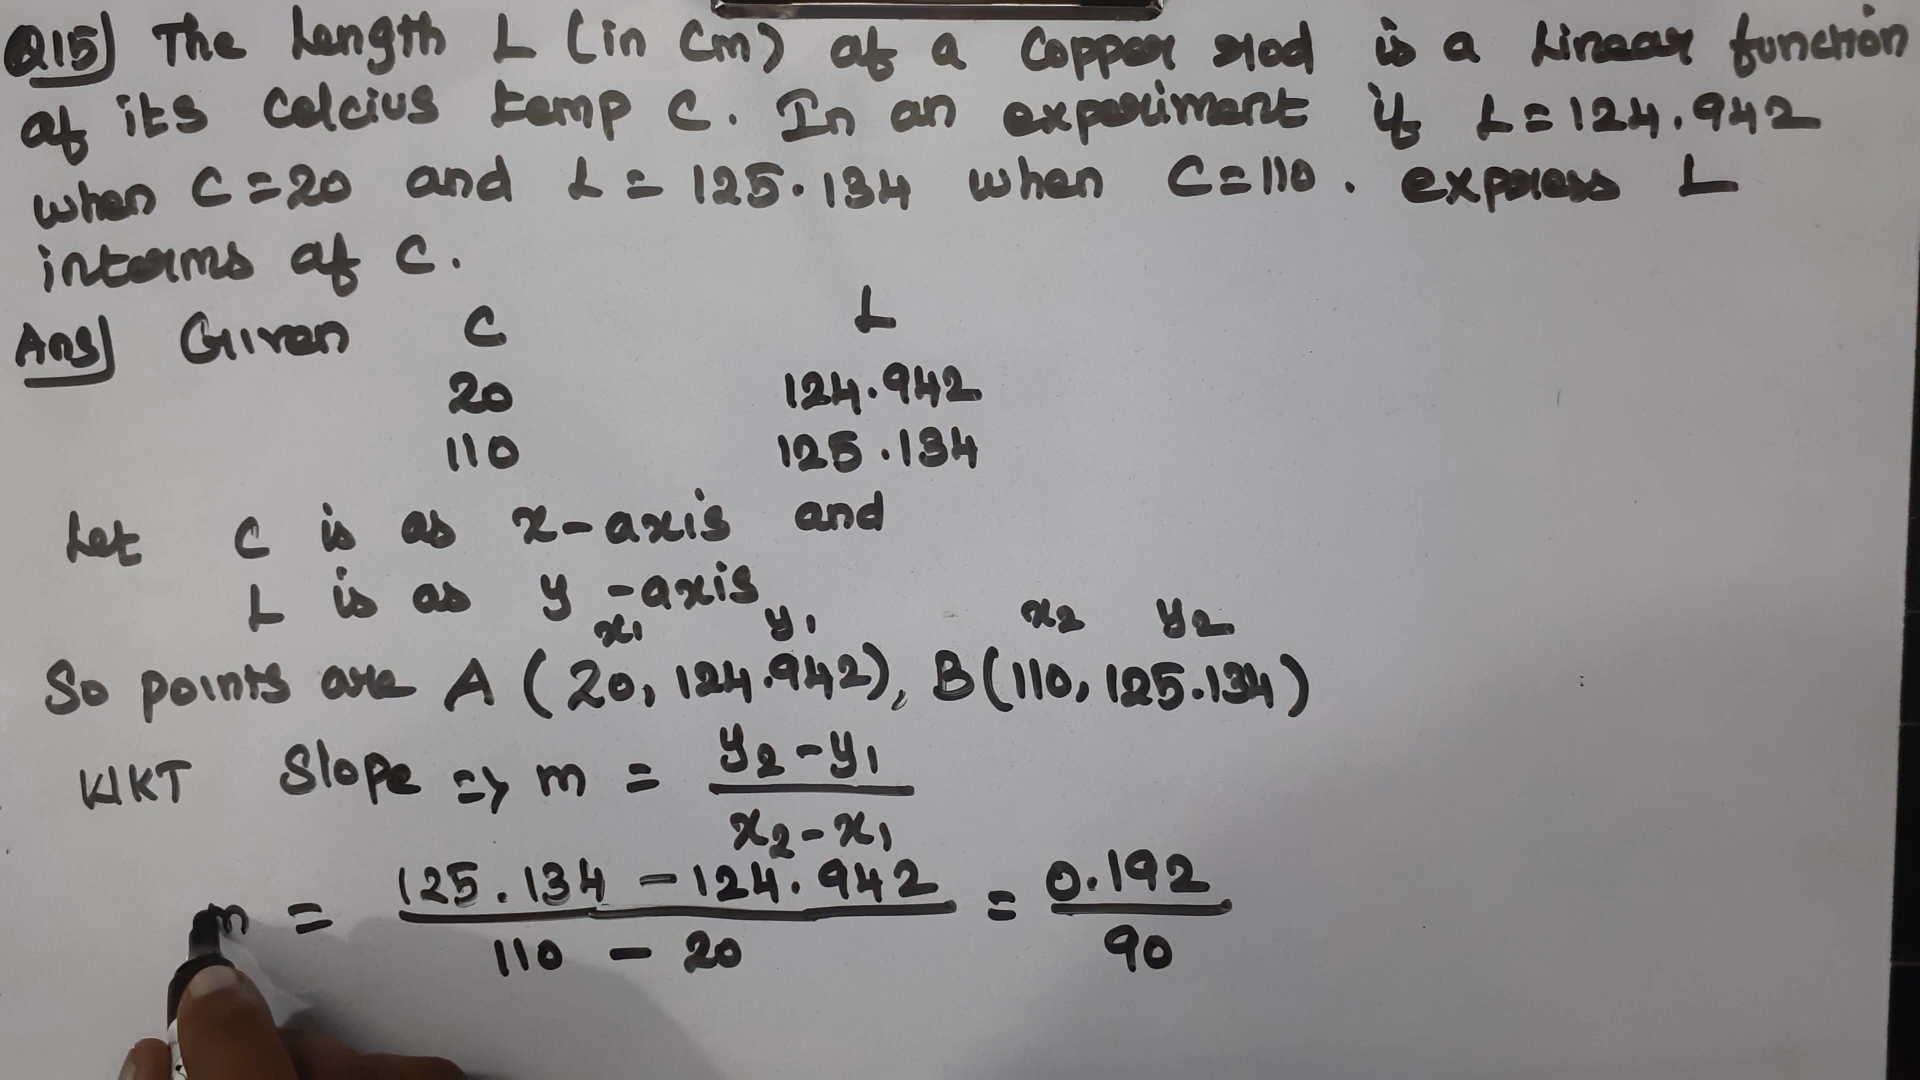 Q15) The Length L (in Cm) of a Copper rod is a Linear function
of its Celcius temp C. In an experiment if L = 124.942
when C = 20 and L = 125.134 when C = 110. express L
interms of C.
Ans) Given C L
20 124.942
110 125.134
Let C is as x-axis and
L is as y-axis
x1 y1 x2 y2
So points are A (20, 124.942), B(110, 125.134)
WKT Slope => m = y2-y1 / x2-x1
m = 125.134 - 124.942 / 110 - 20 = 0.192 / 90